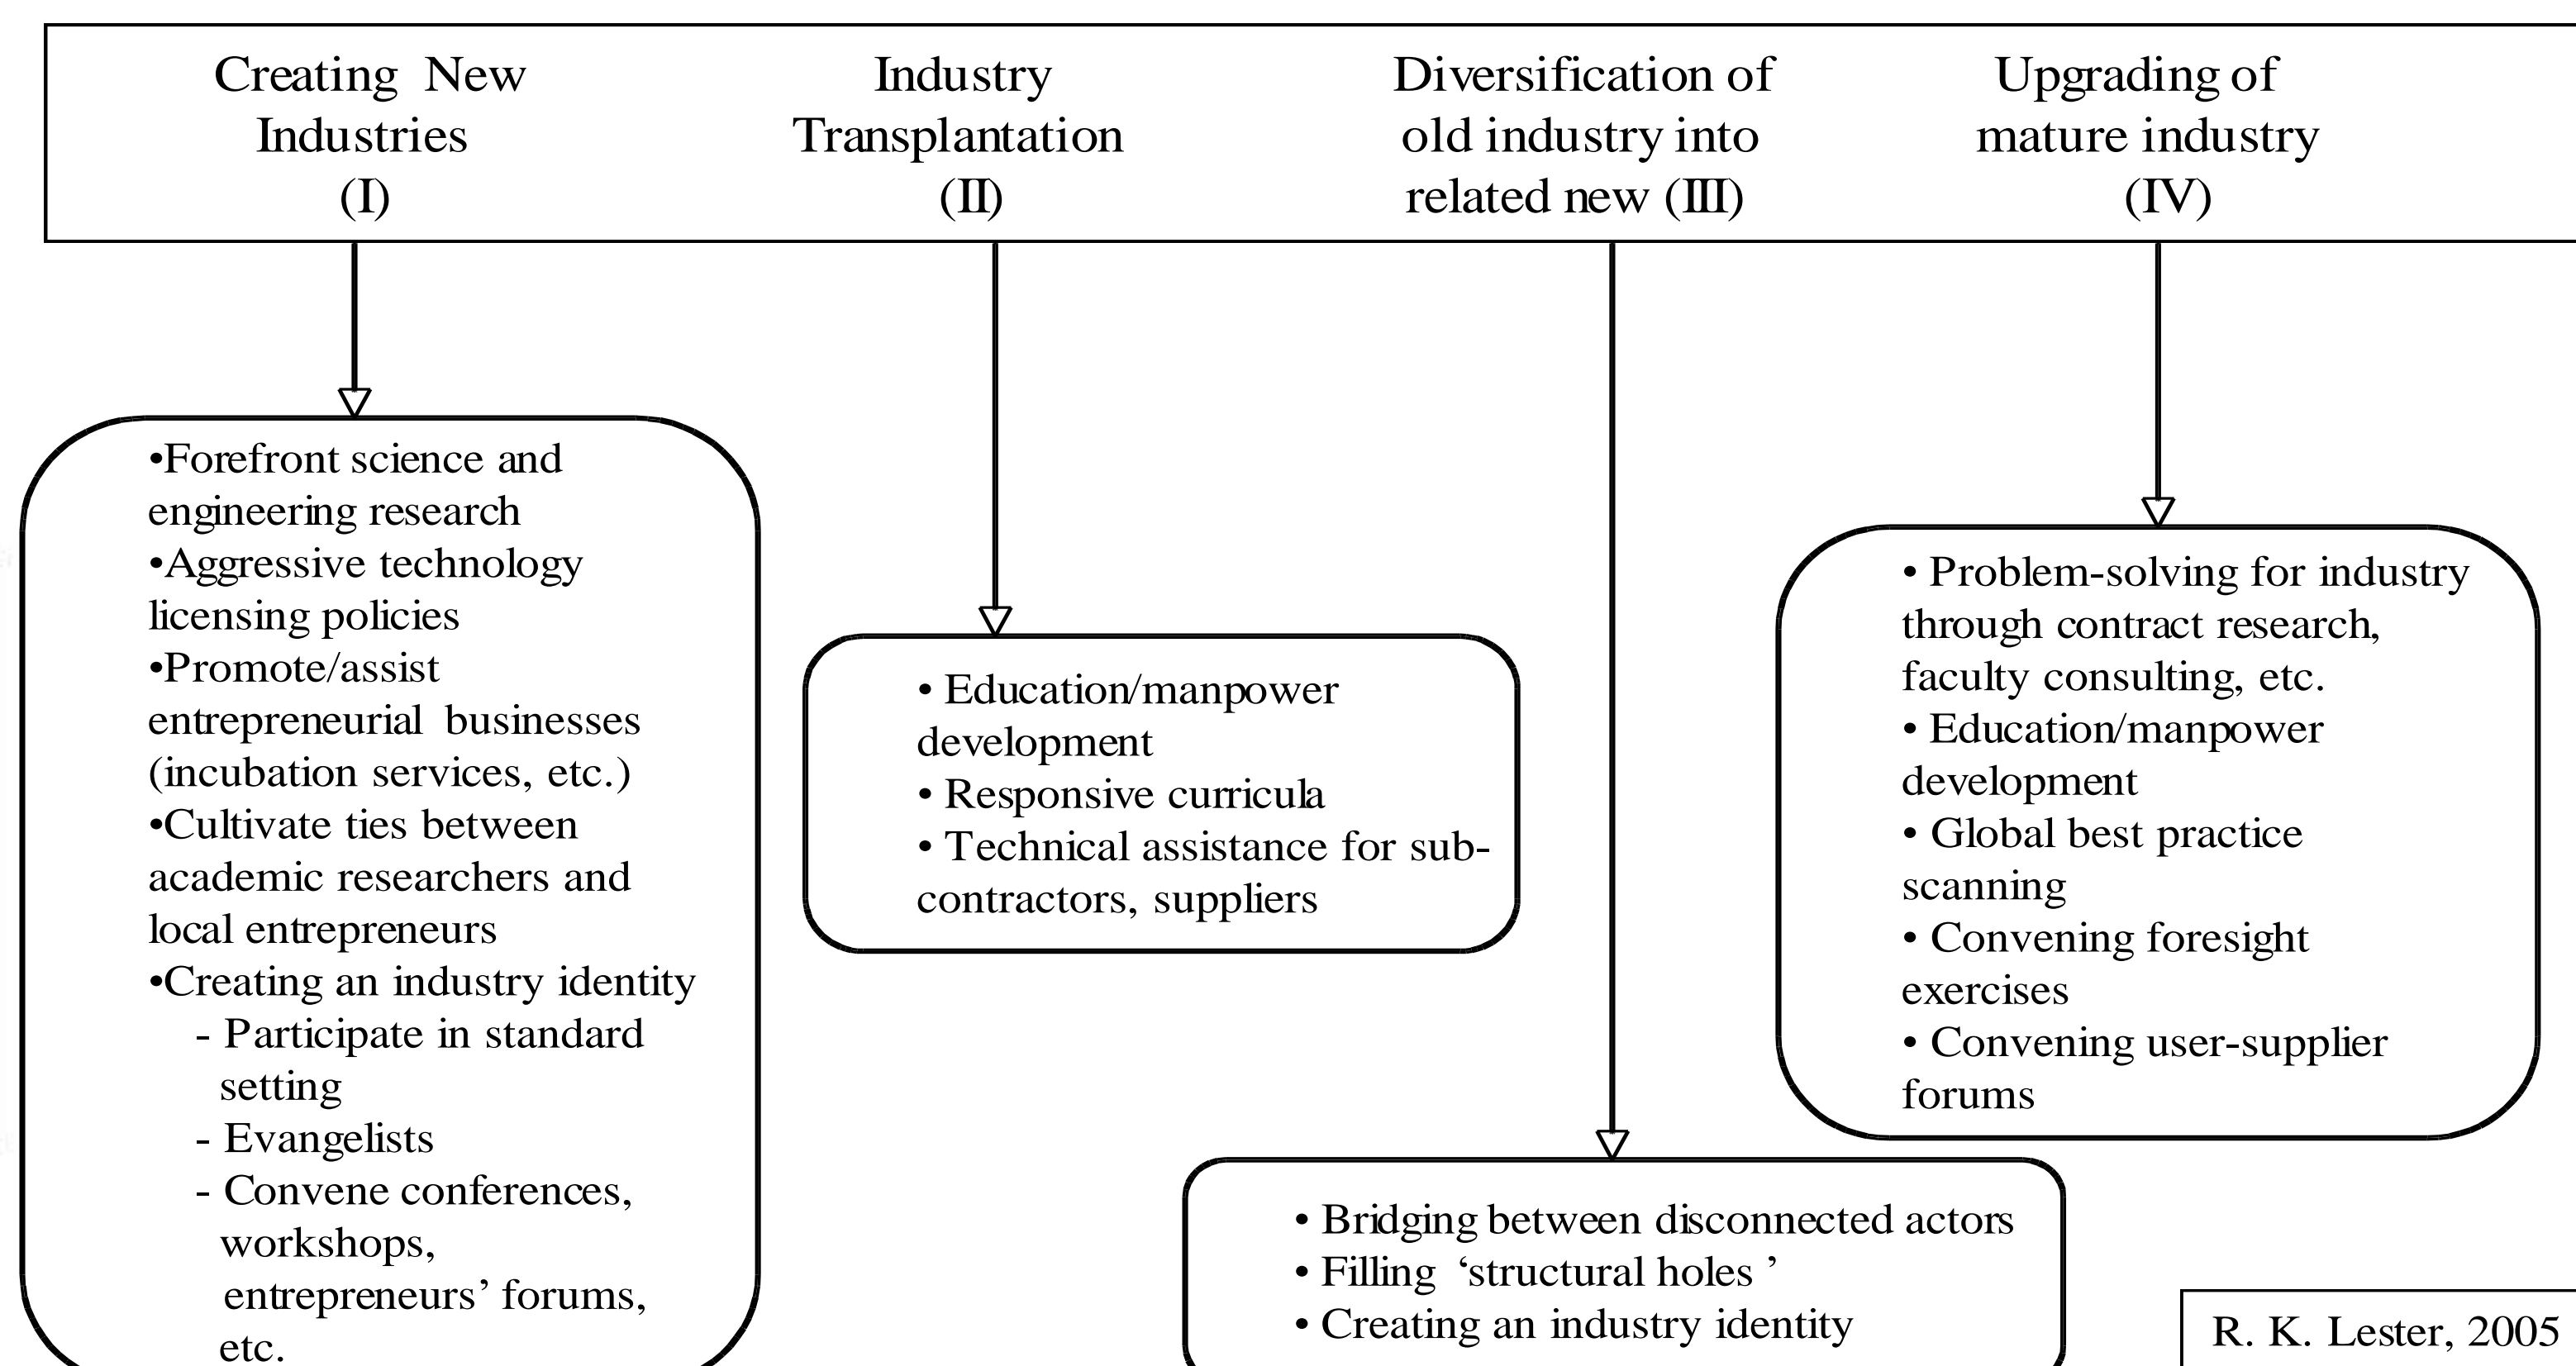 Creating New
Industries
(I)
Industry
Transplantation
(II)
Diversification of
old industry into
related new (III)
Upgrading of
mature industry
(IV)
•Forefront science and
engineering research
•Aggressive technology
licensing policies
•Promote/assist
entrepreneurial businesses
(incubation services, etc.)
•Cultivate ties between
academic researchers and
local entrepreneurs
•Creating an industry identity
- Participate in standard
setting
- Evangelists
- Convene conferences,
workshops,
entrepreneurs’ forums,
etc.
• Education/manpower
development
• Responsive curricula
• Technical assistance for sub-
contractors, suppliers
• Bridging between disconnected actors
• Filling ‘structural holes ’
• Creating an industry identity
• Problem-solving for industry
through contract research,
faculty consulting, etc.
• Education/manpower
development
• Global best practice
scanning
• Convening foresight
exercises
• Convening user-supplier
forums
R. K. Lester, 2005